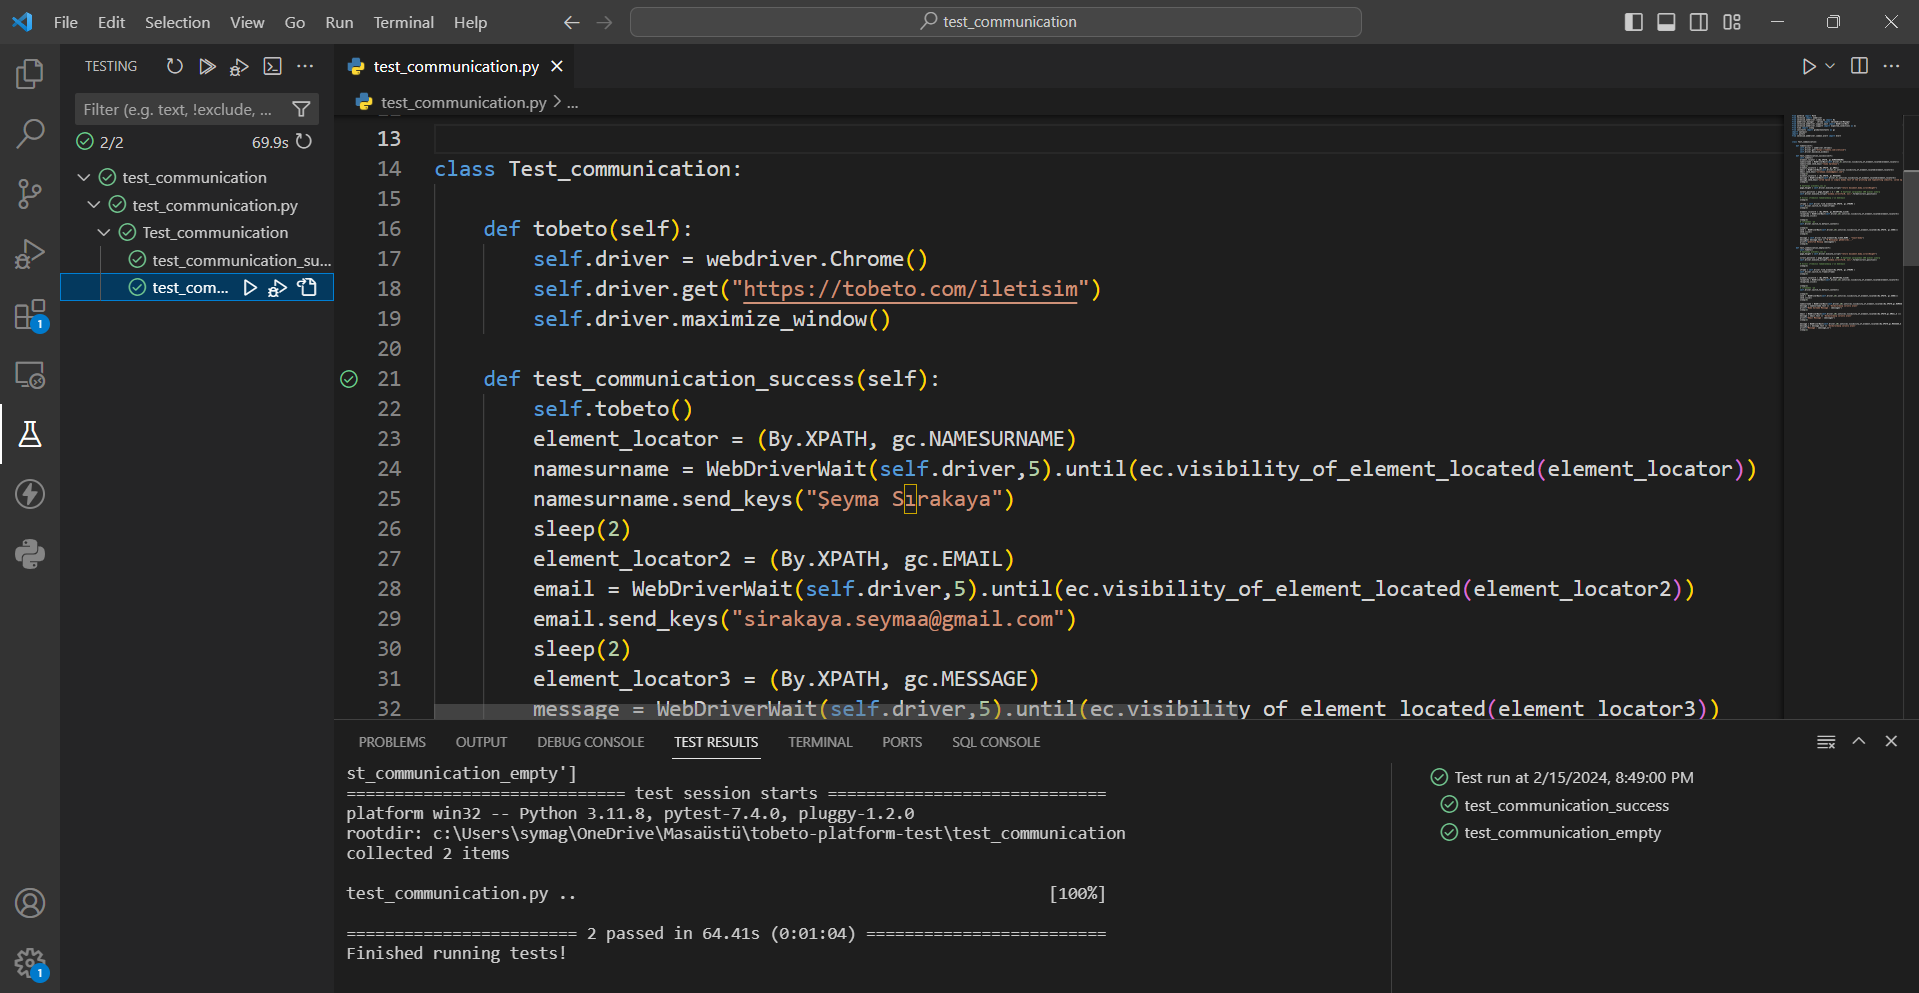 File Edit Selection View Go Run Terminal Help
test_communication
TESTING
Filter (e.g. text, !exclude, ...
2/2
69.9s
test_communication
test_communication.py
Test_communication
test_communication_su...
test_com...
1
1
test_communication.py
test_communication.py > ...
13
14 class Test_communication:
15
16 def tobeto(self):
17 self.driver = webdriver.Chrome()
18 self.driver.get("https://tobeto.com/iletisim")
19 self.driver.maximize_window()
20
21 def test_communication_success(self):
22 self.tobeto()
23 element_locator = (By.XPATH, gc.NAMESURNAME)
24 namesurname = WebDriverWait(self.driver,5).until(ec.visibility_of_element_located(element_locator))
25 namesurname.send_keys("Şeyma Sırakaya")
26 sleep(2)
27 element_locator2 = (By.XPATH, gc.EMAIL)
28 email = WebDriverWait(self.driver,5).until(ec.visibility_of_element_located(element_locator2))
29 email.send_keys("sirakaya.seymaa@gmail.com")
30 sleep(2)
31 element_locator3 = (By.XPATH, gc.MESSAGE)
32 message = WebDriverWait(self.driver,5).until(ec.visibility_of_element_located(element_locator3))
PROBLEMS OUTPUT DEBUG CONSOLE TEST RESULTS TERMINAL PORTS SQL CONSOLE
st_communication_empty']
============================= test session starts =============================
platform win32 -- Python 3.11.8, pytest-7.4.0, pluggy-1.2.0
rootdir: c:\Users\symag\OneDrive\Masaüstü\tobeto-platform-test\test_communication
collected 2 items
test_communication.py .. [100%]
======================== 2 passed in 64.41s (0:01:04) =========================
Finished running tests!
Test run at 2/15/2024, 8:49:00 PM
test_communication_success
test_communication_empty